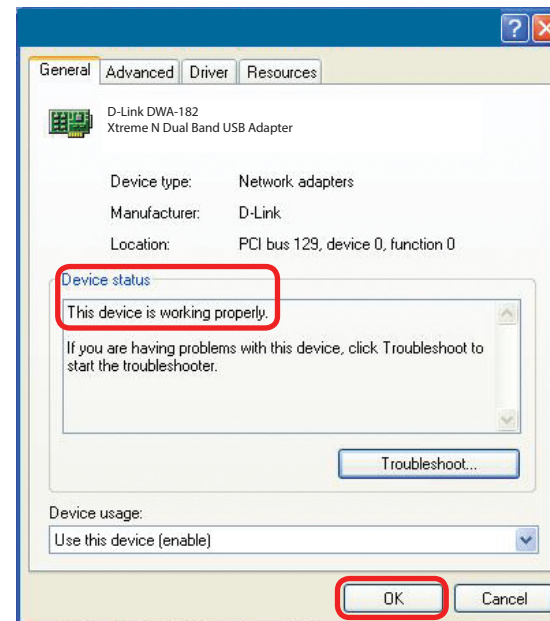 ?
General Advanced Driver Resources
D-Link DWA-182
Xtreme N Dual Band USB Adapter
Device type: Network adapters
Manufacturer: D-Link
Location: PCI bus 129, device 0, function 0
Device status
This device is working properly.
If you are having problems with this device, click Troubleshoot to
start the troubleshooter.
Troubleshoot...
Device usage:
Use this device (enable)
OK Cancel